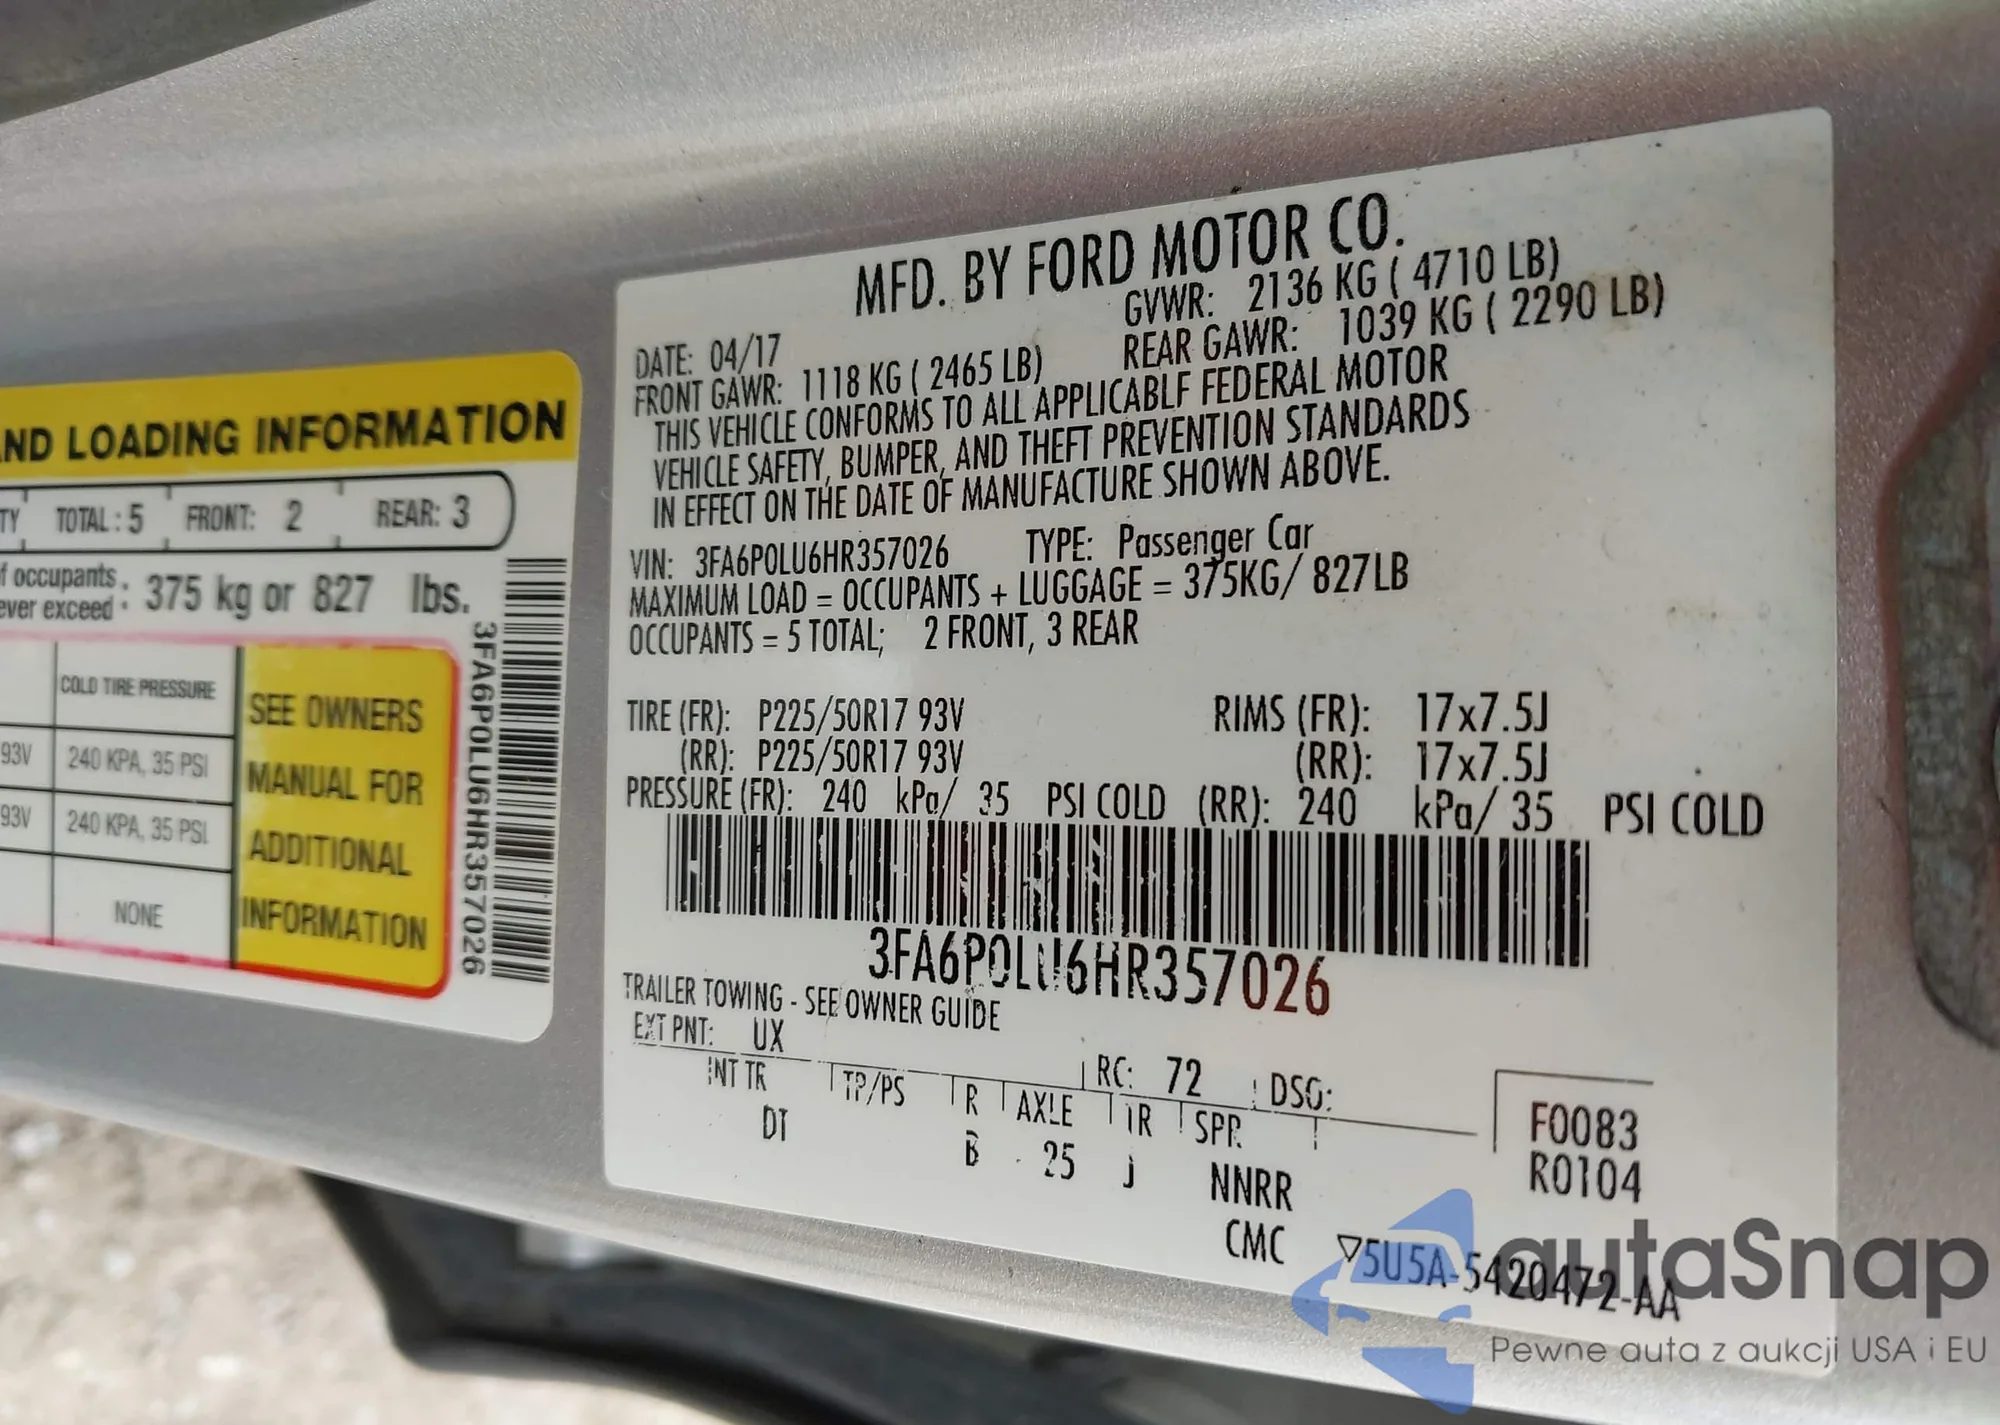 ND LOADING INFORMATION
TY TOTAL : 5 FRONT: 2 REAR: 3
f occupants
ever exceed : 375 kg or 827 lbs.
COLD TIRE PRESSURE
93V 240 KPA, 35 PSI
93V 240 KPA, 35 PSI
NONE
SEE OWNERS
MANUAL FOR
ADDITIONAL
INFORMATION
3FA6P0LU6HR357026
MFD. BY FORD MOTOR CO.
DATE: 04/17 GVWR: 2136 KG ( 4710 LB)
FRONT GAWR: 1118 KG ( 2465 LB) REAR GAWR: 1039 KG ( 2290 LB)
THIS VEHICLE CONFORMS TO ALL APPLICABLF FEDERAL MOTOR
VEHICLE SAFETY, BUMPER, AND THEFT PREVENTION STANDARDS
IN EFFECT ON THE DATE OF MANUFACTURE SHOWN ABOVE.
VIN: 3FA6P0LU6HR357026 TYPE: Passenger Car
MAXIMUM LOAD = OCCUPANTS + LUGGAGE = 375KG/ 827LB
OCCUPANTS = 5 TOTAL; 2 FRONT, 3 REAR
TIRE (FR): P225/50R17 93V RIMS (FR): 17x7.5J
(RR): P225/50R17 93V (RR): 17x7.5J
PRESSURE (FR): 240 kPa/ 35 PSI COLD (RR): 240 kPa/ 35 PSI COLD
3FA6P0LU6HR357026
TRAILER TOWING - SEE OWNER GUIDE
EXT PNT: UX RC: 72 DSO:
INT TR TP/PS R AXLE TR SPR
DT B 25 J NNRR
CMC
F0083
R0104
▽5U5A-5420472-AA
autaSnap
Pewne auta z aukcji USA i EU